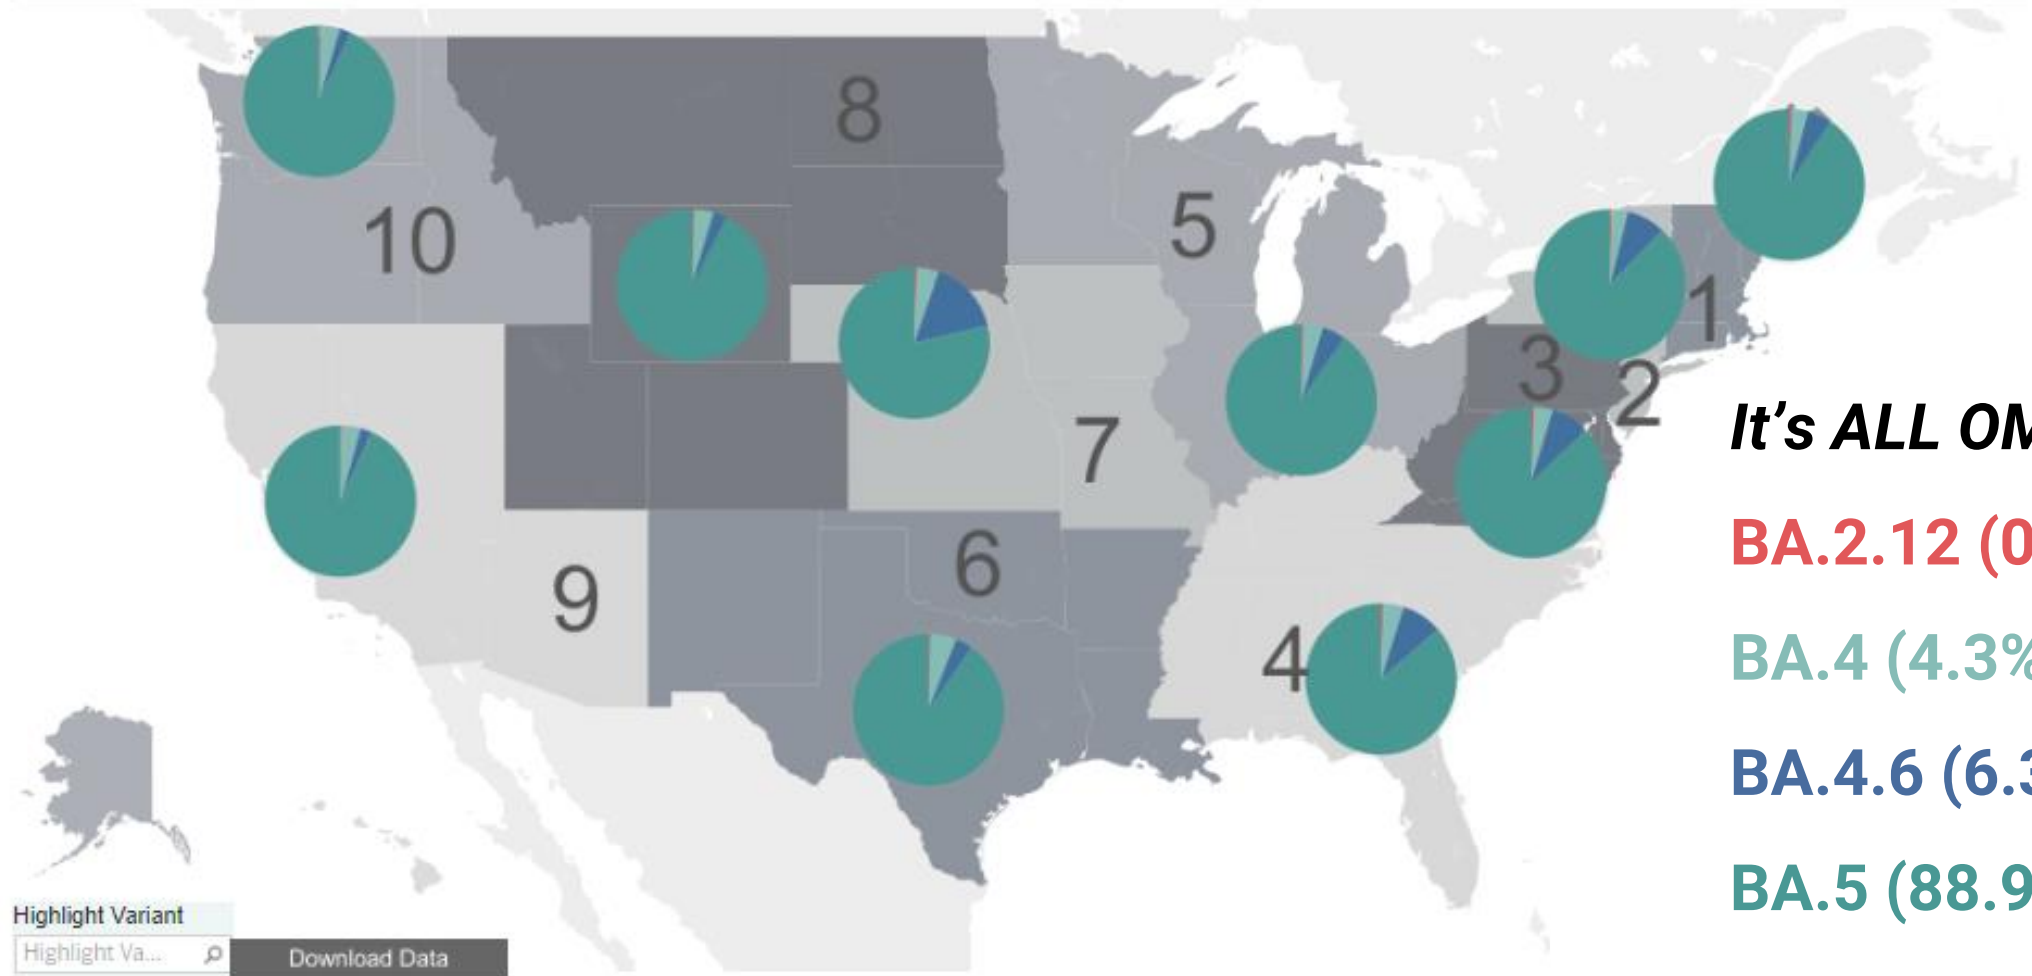 8
10
5
1
3
2
It’s ALL OM
7
BA.2.12 (0
6
9
BA.4 (4.3%
4
BA.4.6 (6.3
BA.5 (88.9
Highlight Variant
Highlight Va...
Download Data